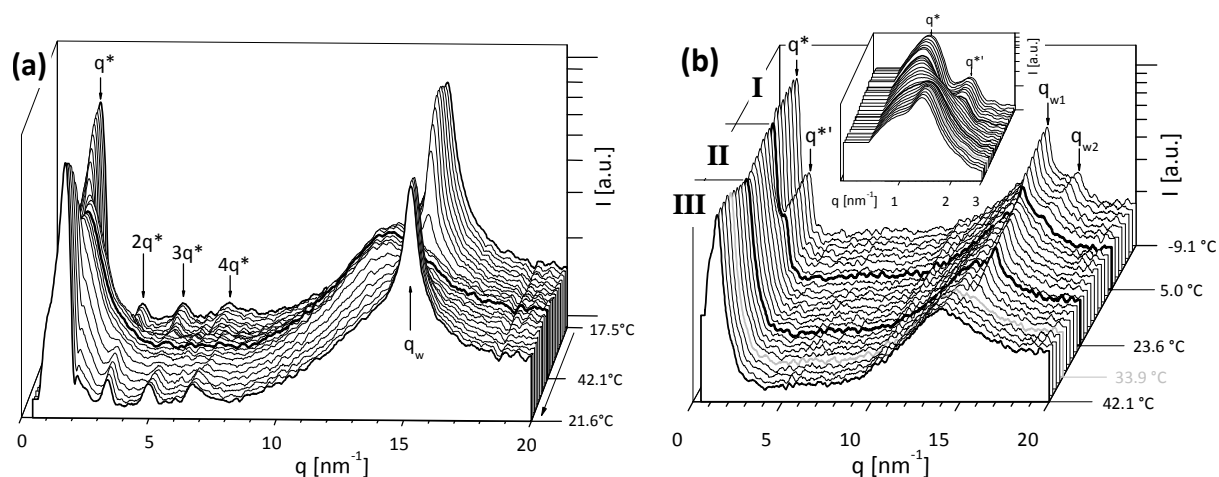 (a)
q*
2q*
3q*
4q*
q_w
I [a.u.]
17.5°C
42.1°C
21.6°C
0 5 10 15 20
q [nm⁻¹]
(b)
q*
q*'
I
II
III
q*
q*'
I [a.u.]
q [nm⁻¹] 1 2 3
q_w1
q_w2
I [a.u.]
-9.1 °C
5.0 °C
23.6 °C
33.9 °C
42.1 °C
0 5 10 15 20
q [nm⁻¹]